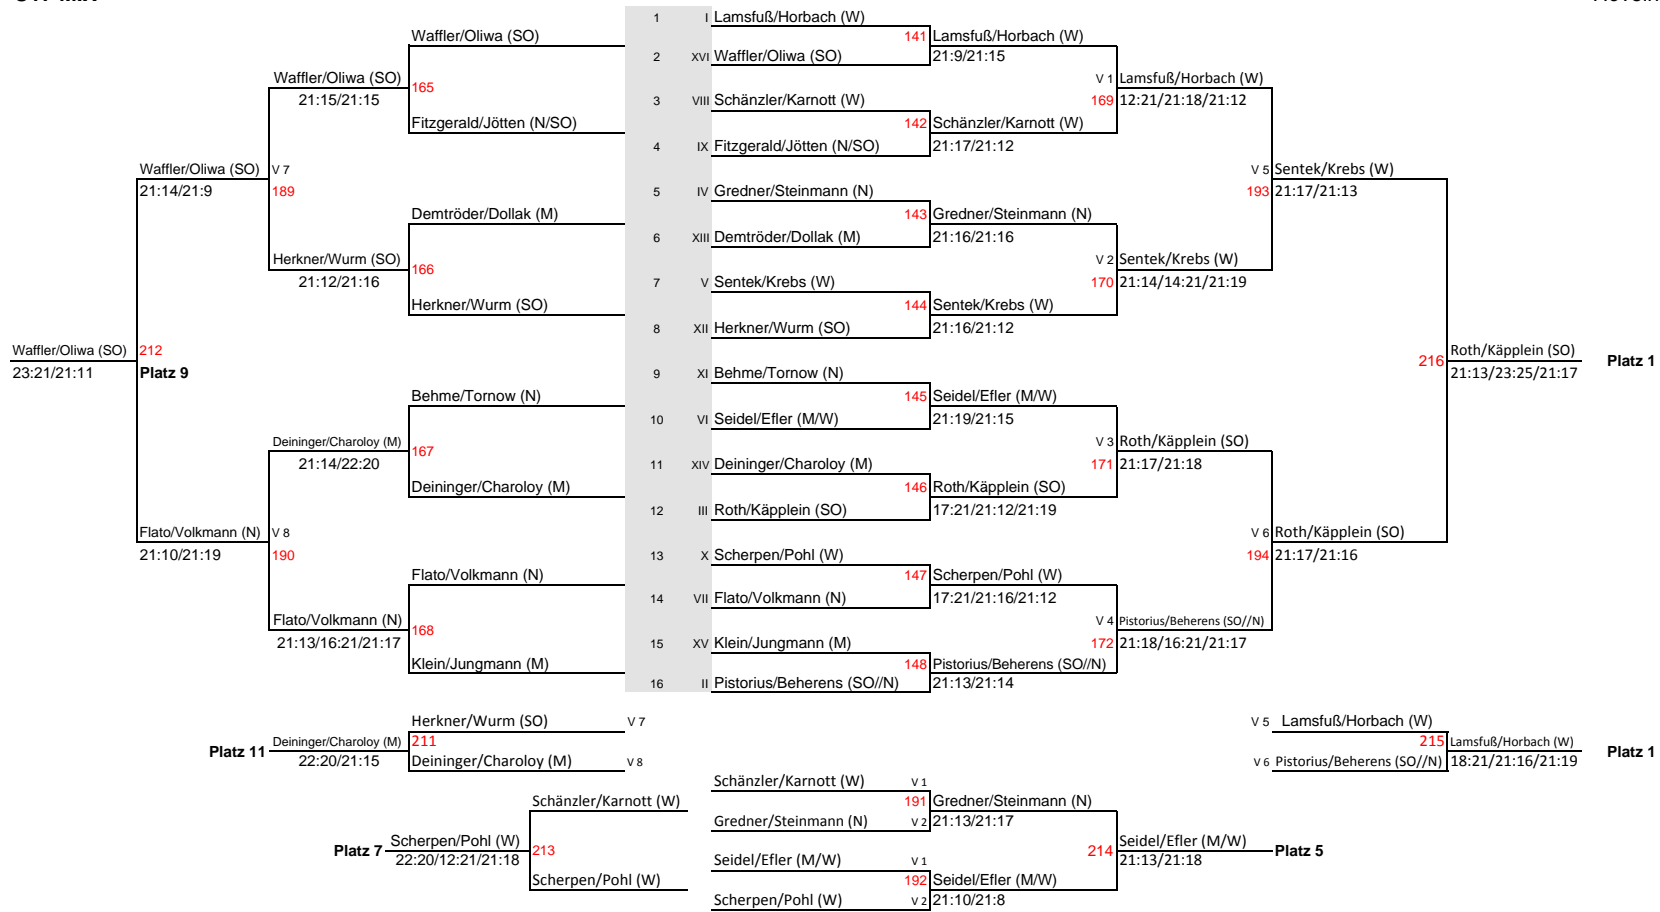 1 I Lamsfuß/Horbach (W)
Waffler/Oliwa (SO) 141 Lamsfuß/Horbach (W)
2 XVI Waffler/Oliwa (SO) 21:9/21:15
Waffler/Oliwa (SO) V 1 Lamsfuß/Horbach (W)
21:15/21:15 165 3 VIII Schänzler/Karnott (W) 169 12:21/21:18/21:12
Fitzgerald/Jötten (N/SO) 142 Schänzler/Karnott (W)
4 IX Fitzgerald/Jötten (N/SO) 21:17/21:12
Waffler/Oliwa (SO) V 7 V 5 Sentek/Krebs (W)
21:14/21:9 189 5 IV Gredner/Steinmann (N) 193 21:17/21:13
Demtröder/Dollak (M) 143 Gredner/Steinmann (N)
6 XIII Demtröder/Dollak (M) 21:16/21:16
Herkner/Wurm (SO) 166 V 2 Sentek/Krebs (W)
21:12/21:16 7 V Sentek/Krebs (W) 170 21:14/14:21/21:19
Herkner/Wurm (SO) 144 Sentek/Krebs (W)
8 XII Herkner/Wurm (SO) 21:16/21:12
Waffler/Oliwa (SO) 212 216 Roth/Käpplein (SO) Platz 1
23:21/21:11 Platz 9 9 XI Behme/Tornow (N) 21:13/23:25/21:17
Behme/Tornow (N) 145 Seidel/Efler (M/W)
10 VI Seidel/Efler (M/W) 21:19/21:15
Deininger/Charoloy (M) 167 V 3 Roth/Käpplein (SO)
21:14/22:20 11 XIV Deininger/Charoloy (M) 171 21:17/21:18
Deininger/Charoloy (M) 146 Roth/Käpplein (SO)
12 III Roth/Käpplein (SO) 17:21/21:12/21:19
Flato/Volkmann (N) V 8 V 6 Roth/Käpplein (SO)
21:10/21:19 190 13 X Scherpen/Pohl (W) 194 21:17/21:16
Flato/Volkmann (N) 147 Scherpen/Pohl (W)
14 VII Flato/Volkmann (N) 17:21/21:16/21:12
Flato/Volkmann (N) 168 V 4 Pistorius/Beherens (SO//N)
21:13/16:21/21:17 15 XV Klein/Jungmann (M) 172 21:18/16:21/21:17
Klein/Jungmann (M) 148 Pistorius/Beherens (SO//N)
16 II Pistorius/Beherens (SO//N) 21:13/21:14
Herkner/Wurm (SO) V 7 V 5 Lamsfuß/Horbach (W)
Platz 11 Deininger/Charoloy (M) 211 215 Lamsfuß/Horbach (W) Platz 1
22:20/21:15 Deininger/Charoloy (M) V 8 V 6 Pistorius/Beherens (SO//N) 18:21/21:16/21:19
Schänzler/Karnott (W) V 1
Schänzler/Karnott (W) 191 Gredner/Steinmann (N)
Gredner/Steinmann (N) V 2 21:13/21:17
Platz 7 Scherpen/Pohl (W) 213 214 Seidel/Efler (M/W) Platz 5
22:20/12:21/21:18 Seidel/Efler (M/W) V 1 21:13/21:18
Scherpen/Pohl (W) 192 Seidel/Efler (M/W)
Scherpen/Pohl (W) V 2 21:10/21:8